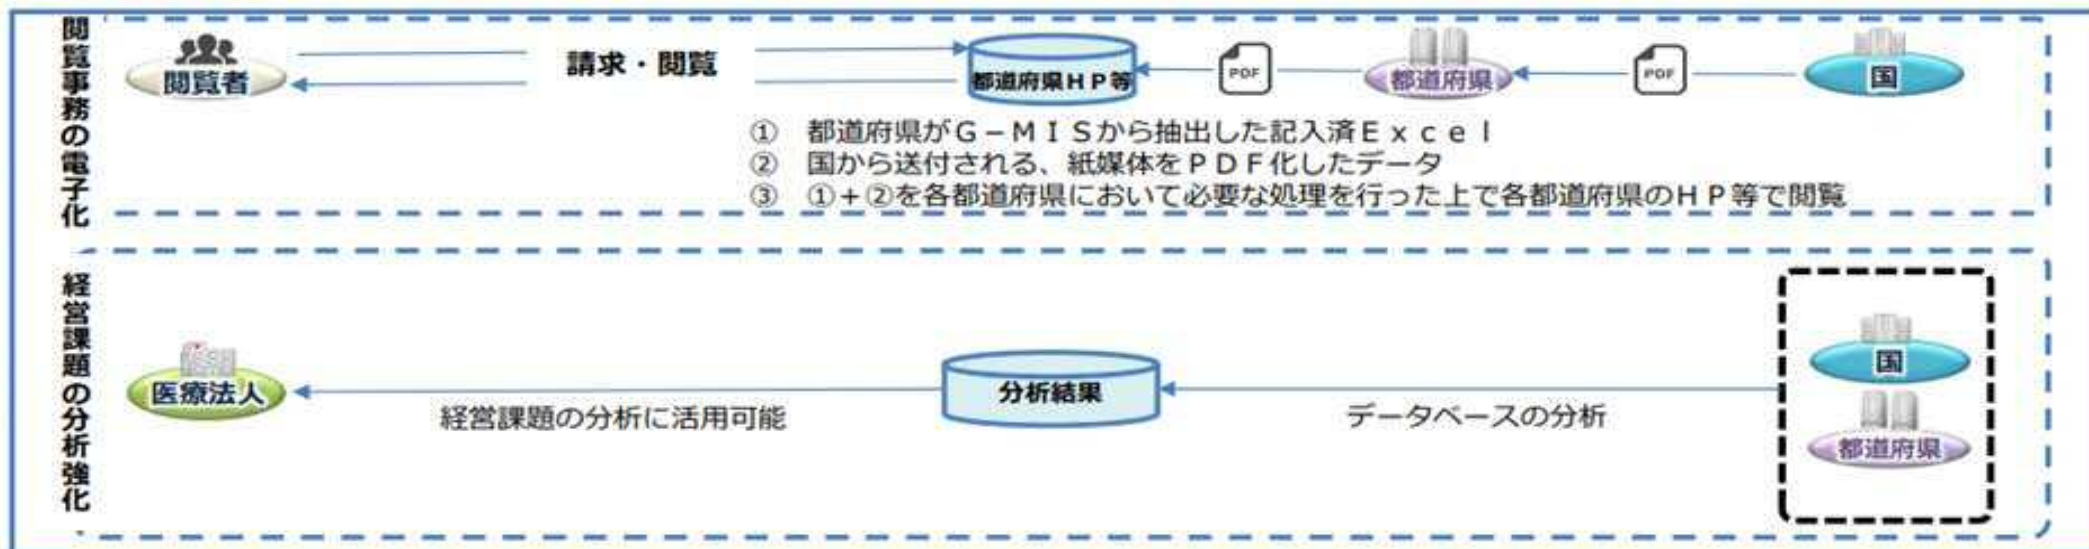 閲覧事務の電子化
閲覧者
請求・閲覧
都道府県HP等
PDF
都道府県
PDF
国
① 都道府県がG－MISから抽出した記入済Excel
② 国から送付される、紙媒体をPDF化したデータ
③ ①＋②を各都道府県において必要な処理を行った上で各都道府県のHP等で閲覧
経営課題の分析強化
医療法人
経営課題の分析に活用可能
分析結果
データベースの分析
国
都道府県